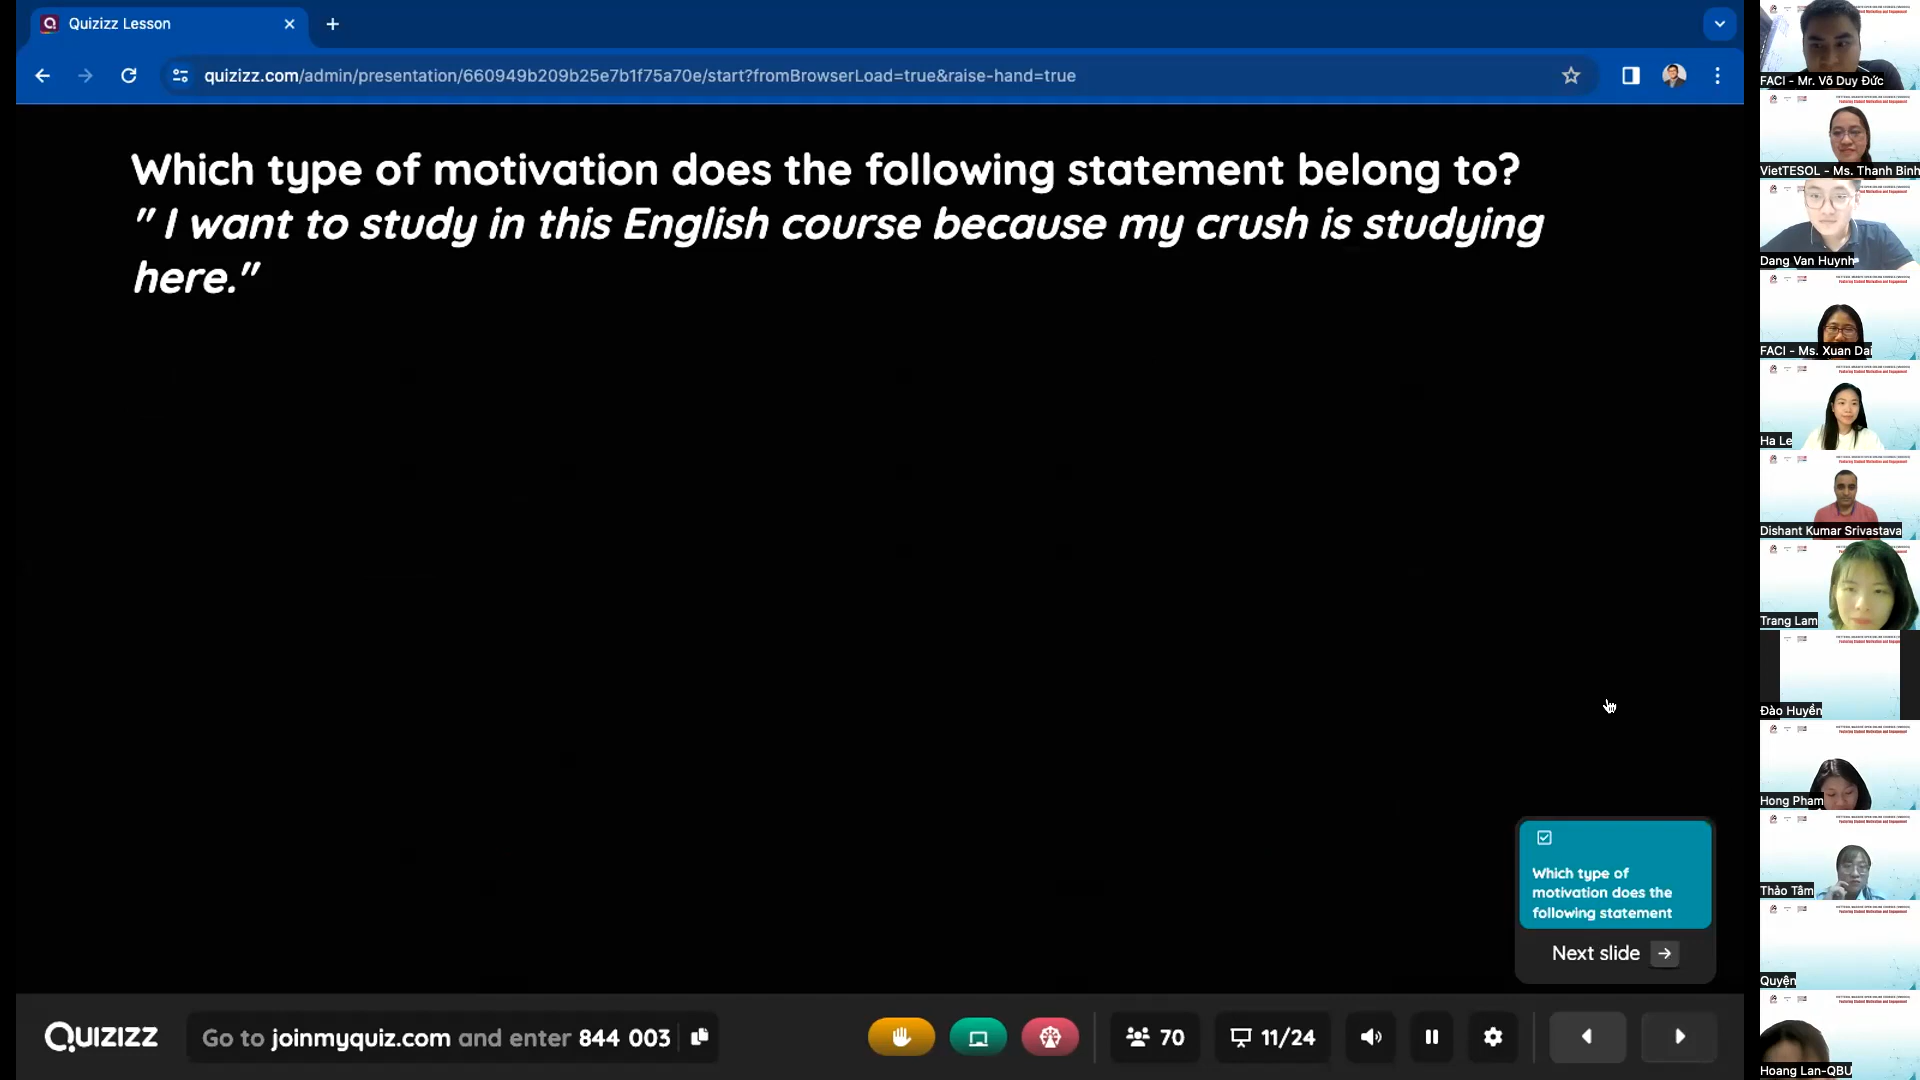 Quizizz Lesson
quizizz.com/admin/presentation/660949b209b25e7b1f75a70e/start?fromBrowserLoad=true&raise-hand=true
Which type of motivation does the following statement belong to?
" I want to study in this English course because my crush is studying
here."
Which type of
motivation does the
following statement
Next slide
QUIZIZZ
Go to joinmyquiz.com and enter 844 003
70
11/24
FACI - Mr. Võ Duy Đức
VietTESOL - Ms. Thanh Binh
Dang Van Huynh
FACI - Ms. Xuan Dai
Ha Le
Dishant Kumar Srivastava
Trang Lam
Đào Huyền
Hong Pham
Thảo Tâm
Quyện
Hoang Lan-QBU